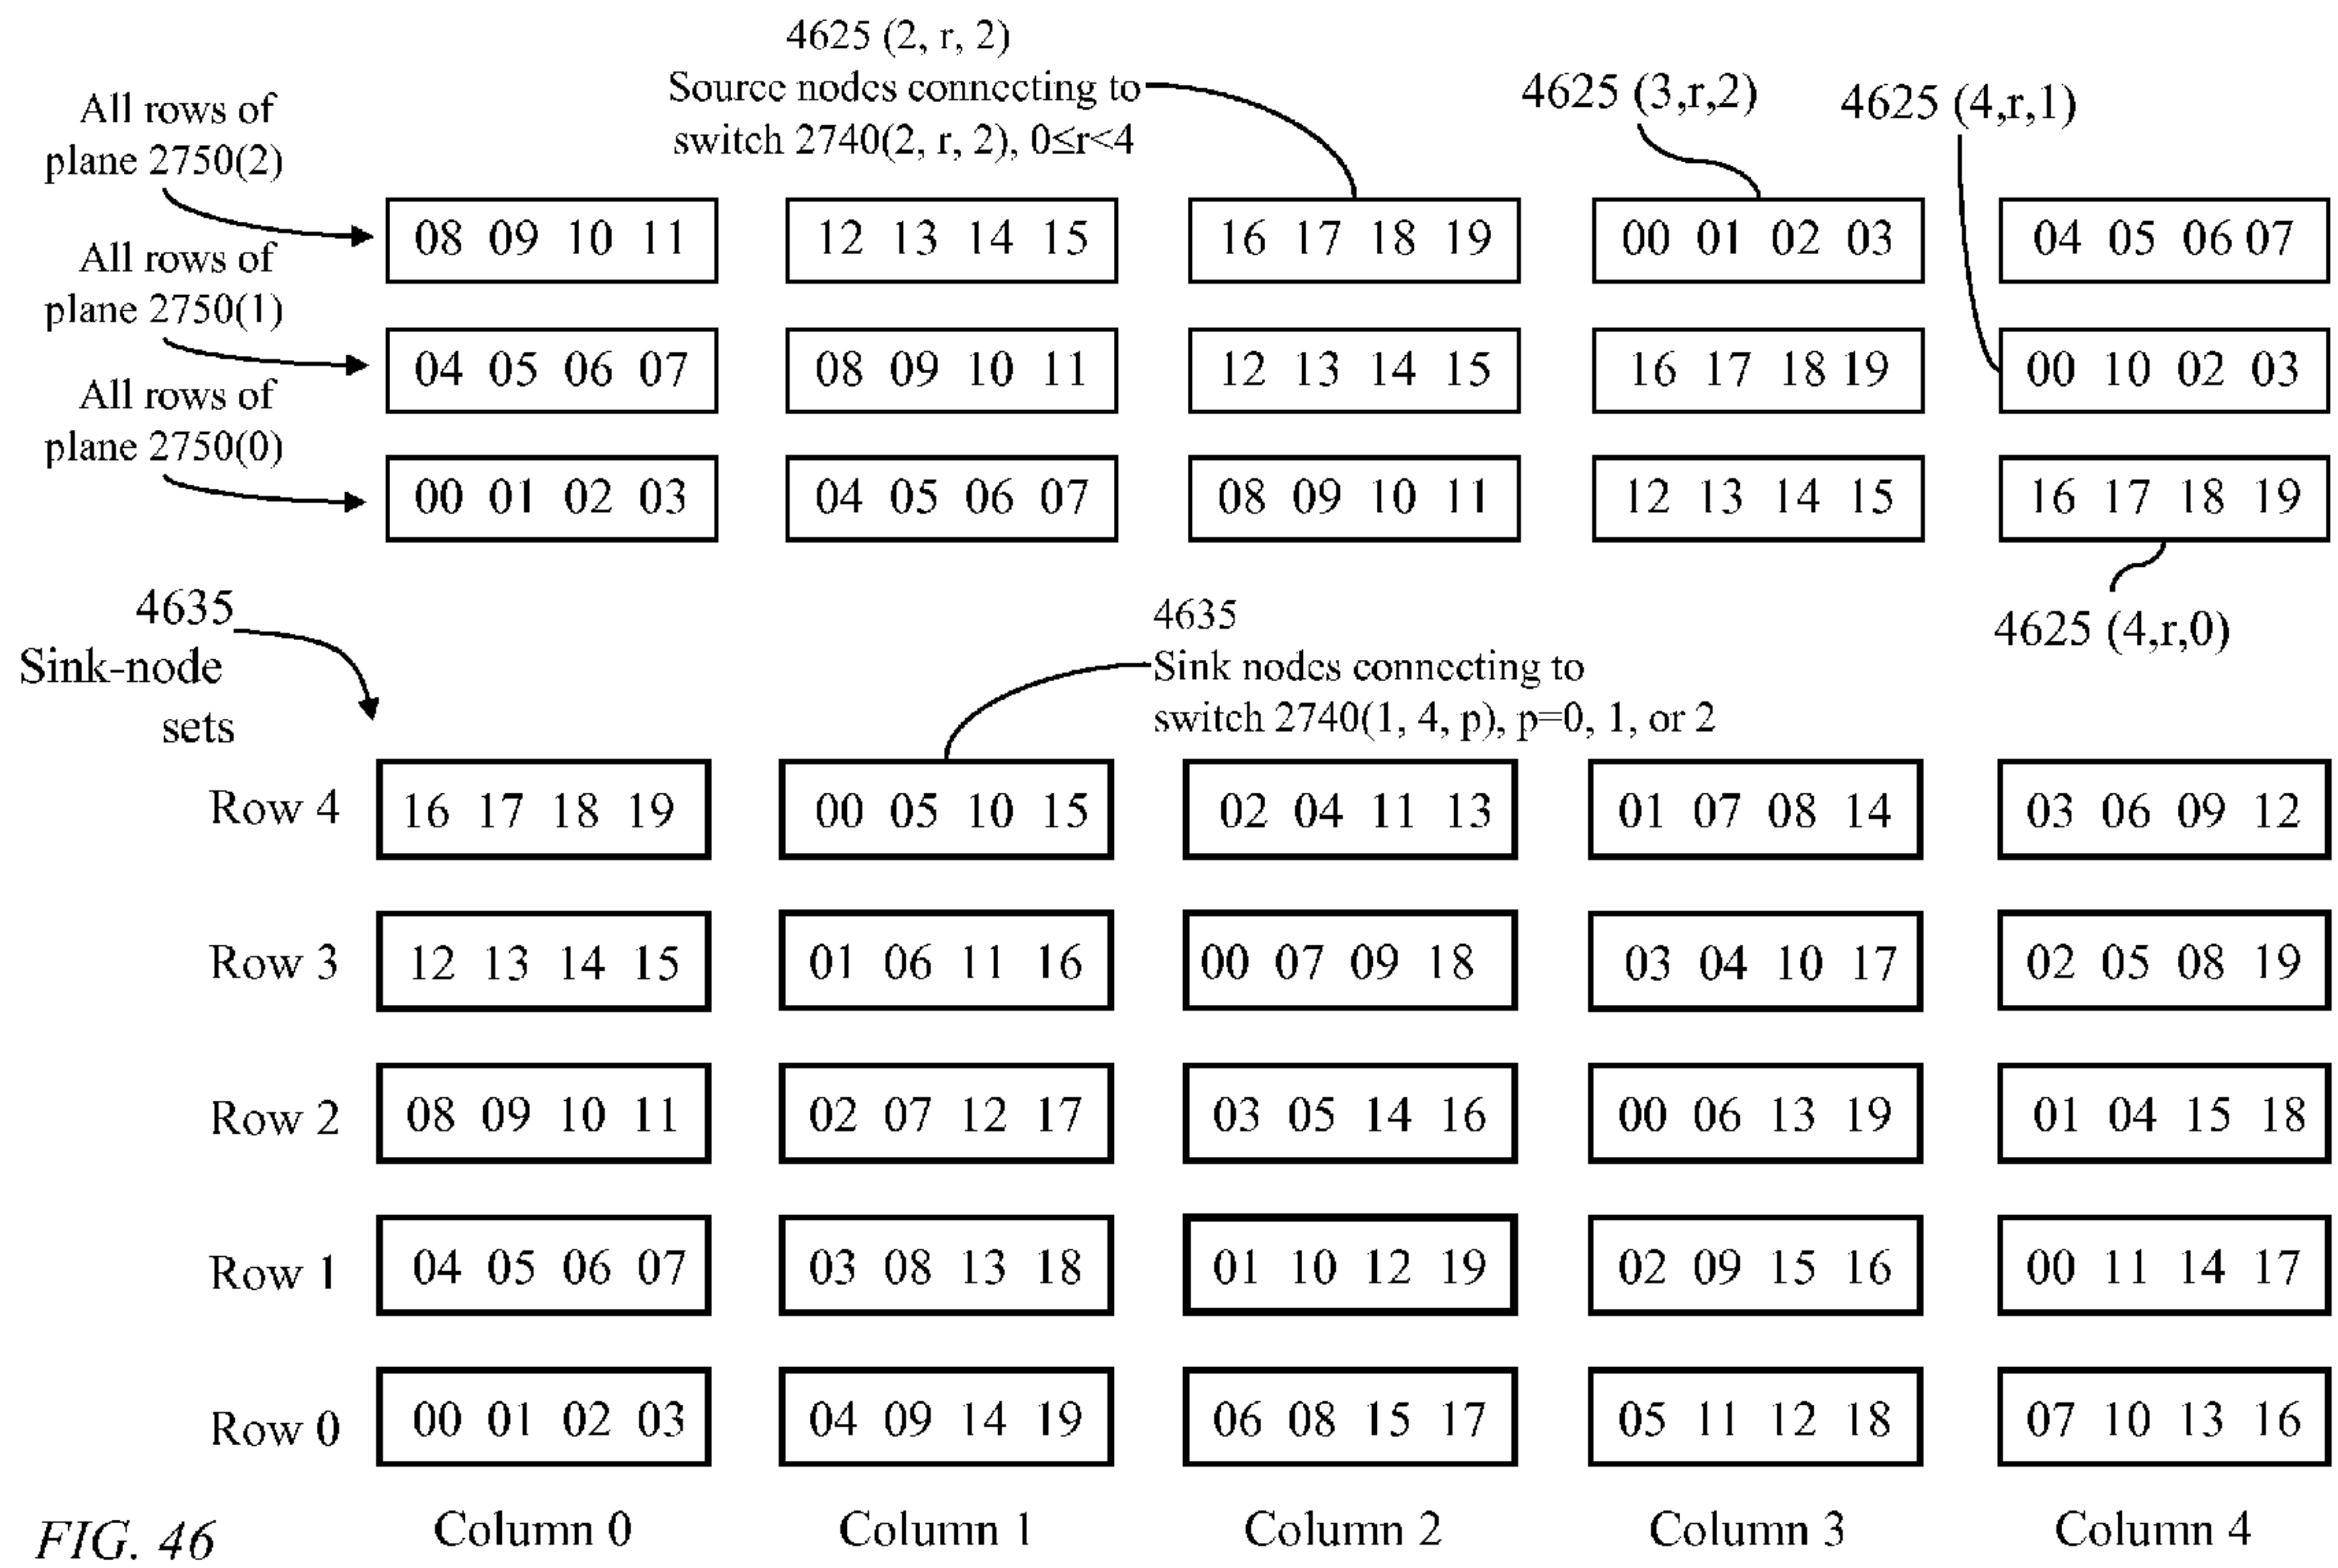 4625 (2, r, 2)
Source nodes connecting to
switch 2740(2, r, 2), 0≤r<4
4625 (3,r,2)
4625 (4,r,1)
All rows of
plane 2750(2)
08 09 10 11
12 13 14 15
16 17 18 19
00 01 02 03
04 05 06 07
All rows of
plane 2750(1)
04 05 06 07
08 09 10 11
12 13 14 15
16 17 18 19
00 10 02 03
All rows of
plane 2750(0)
00 01 02 03
04 05 06 07
08 09 10 11
12 13 14 15
16 17 18 19
4625 (4,r,0)
4635
Sink-node
sets
4635
Sink nodes connecting to
switch 2740(1, 4, p), p=0, 1, or 2
Row 4
16 17 18 19
00 05 10 15
02 04 11 13
01 07 08 14
03 06 09 12
Row 3
12 13 14 15
01 06 11 16
00 07 09 18
03 04 10 17
02 05 08 19
Row 2
08 09 10 11
02 07 12 17
03 05 14 16
00 06 13 19
01 04 15 18
Row 1
04 05 06 07
03 08 13 18
01 10 12 19
02 09 15 16
00 11 14 17
Row 0
00 01 02 03
04 09 14 19
06 08 15 17
05 11 12 18
07 10 13 16
Column 0
Column 1
Column 2
Column 3
Column 4
FIG. 46